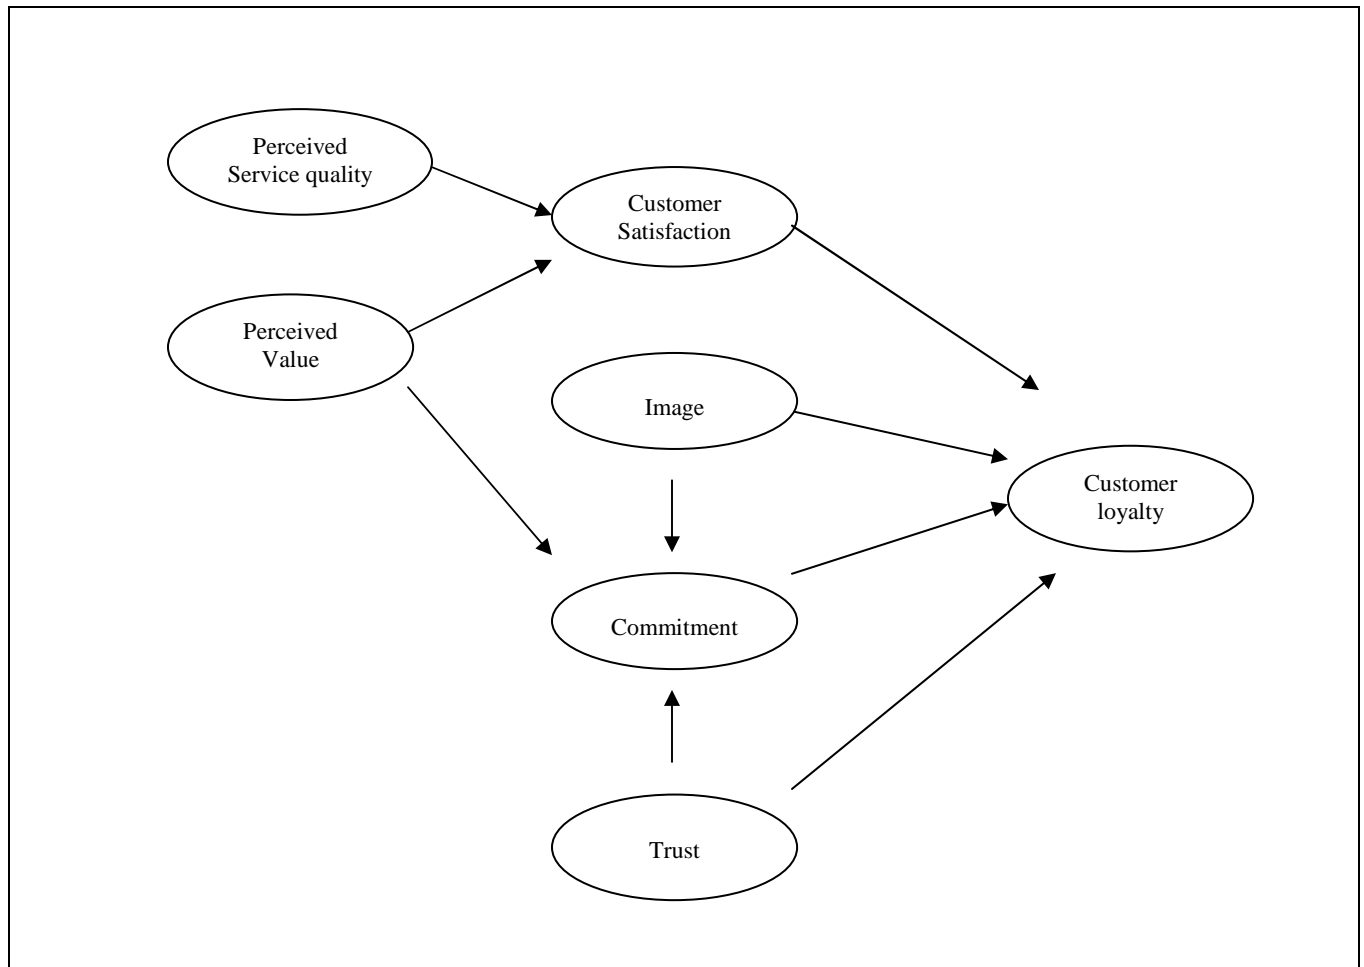 Perceived
Service quality
Customer
Satisfaction
Perceived
Value
Image
Customer
loyalty
Commitment
Trust